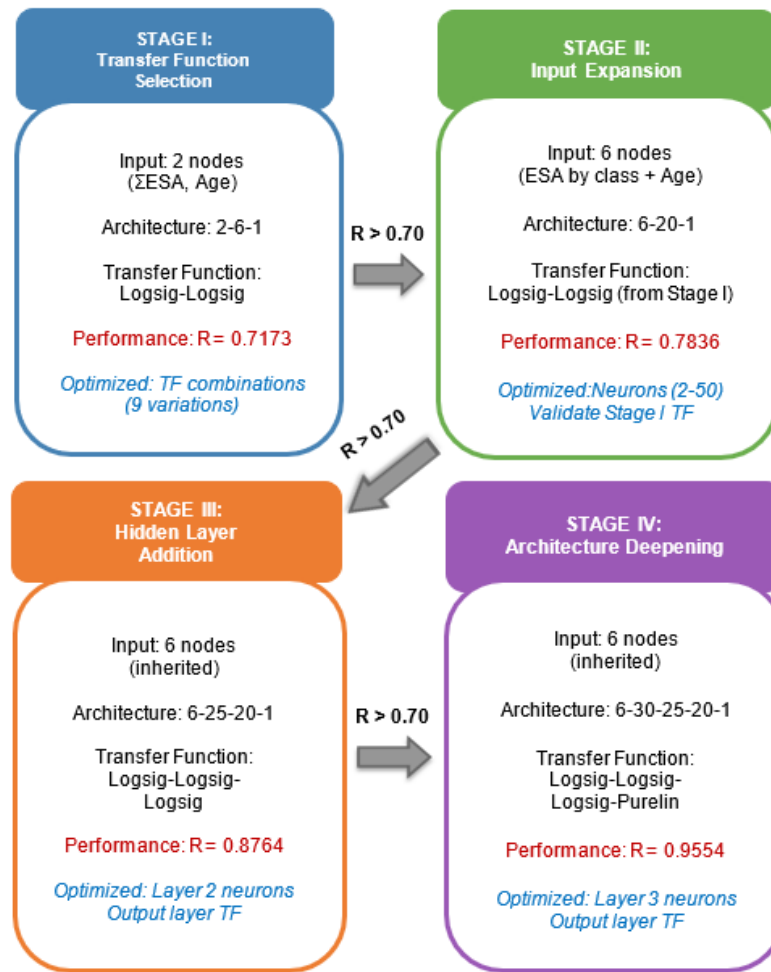 STAGE I:
Transfer Function
Selection
Input: 2 nodes
(ΣESA, Age)
Architecture: 2-6-1
Transfer Function:
Logsig-Logsig
Performance: R= 0.7173
Optimized: TF combinations
(9 variations)
R > 0.70
STAGE II:
Input Expansion
Input: 6 nodes
(ESA by class + Age)
Architecture: 6-20-1
Transfer Function:
Logsig-Logsig (from Stage I)
Performance: R= 0.7836
Optimized:Neurons (2-50)
Validate Stage I TF
R > 0.70
STAGE III:
Hidden Layer
Addition
Input: 6 nodes
(inherited)
Architecture: 6-25-20-1
Transfer Function:
Logsig-Logsig-
Logsig
Performance: R= 0.8764
Optimized: Layer 2 neurons
Output layer TF
R > 0.70
STAGE IV:
Architecture Deepening
Input: 6 nodes
(inherited)
Architecture: 6-30-25-20-1
Transfer Function:
Logsig-Logsig-
Logsig-Purelin
Performance: R= 0.9554
Optimized: Layer 3 neurons
Output layer TF